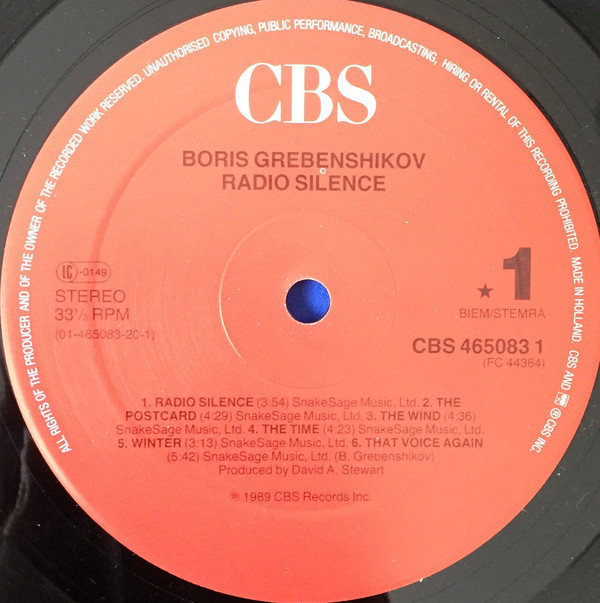 ALL RIGHTS OF THE PRODUCER AND OF THE OWNER OF THE RECORDED WORK RESERVED. UNAUTHORISED COPYING, PUBLIC PERFORMANCE, BROADCASTING, HIRING OR RENTAL OF THIS RECORDING PROHIBITED. MADE IN HOLLAND. CBS AND ® CBS INC.
CBS
BORIS GREBENSHIKOV
RADIO SILENCE
LC-0149
STEREO
33⅓ RPM
(01-465083-20-1)
★ 1
BIEM/STEMRA
CBS 465083 1
(FC 44364)
1. RADIO SILENCE (3:54) SnakeSage Music, Ltd. 2. THE
POSTCARD (4:29) SnakeSage Music, Ltd. 3. THE WIND (4:36)
SnakeSage Music, Ltd. 4. THE TIME (4:23) SnakeSage Music, Ltd.
5. WINTER (3:13) SnakeSage Music, Ltd. 6. THAT VOICE AGAIN
(5:42) SnakeSage Music, Ltd. (B. Grebenshikov)
Produced by David A. Stewart
℗ 1989 CBS Records Inc.